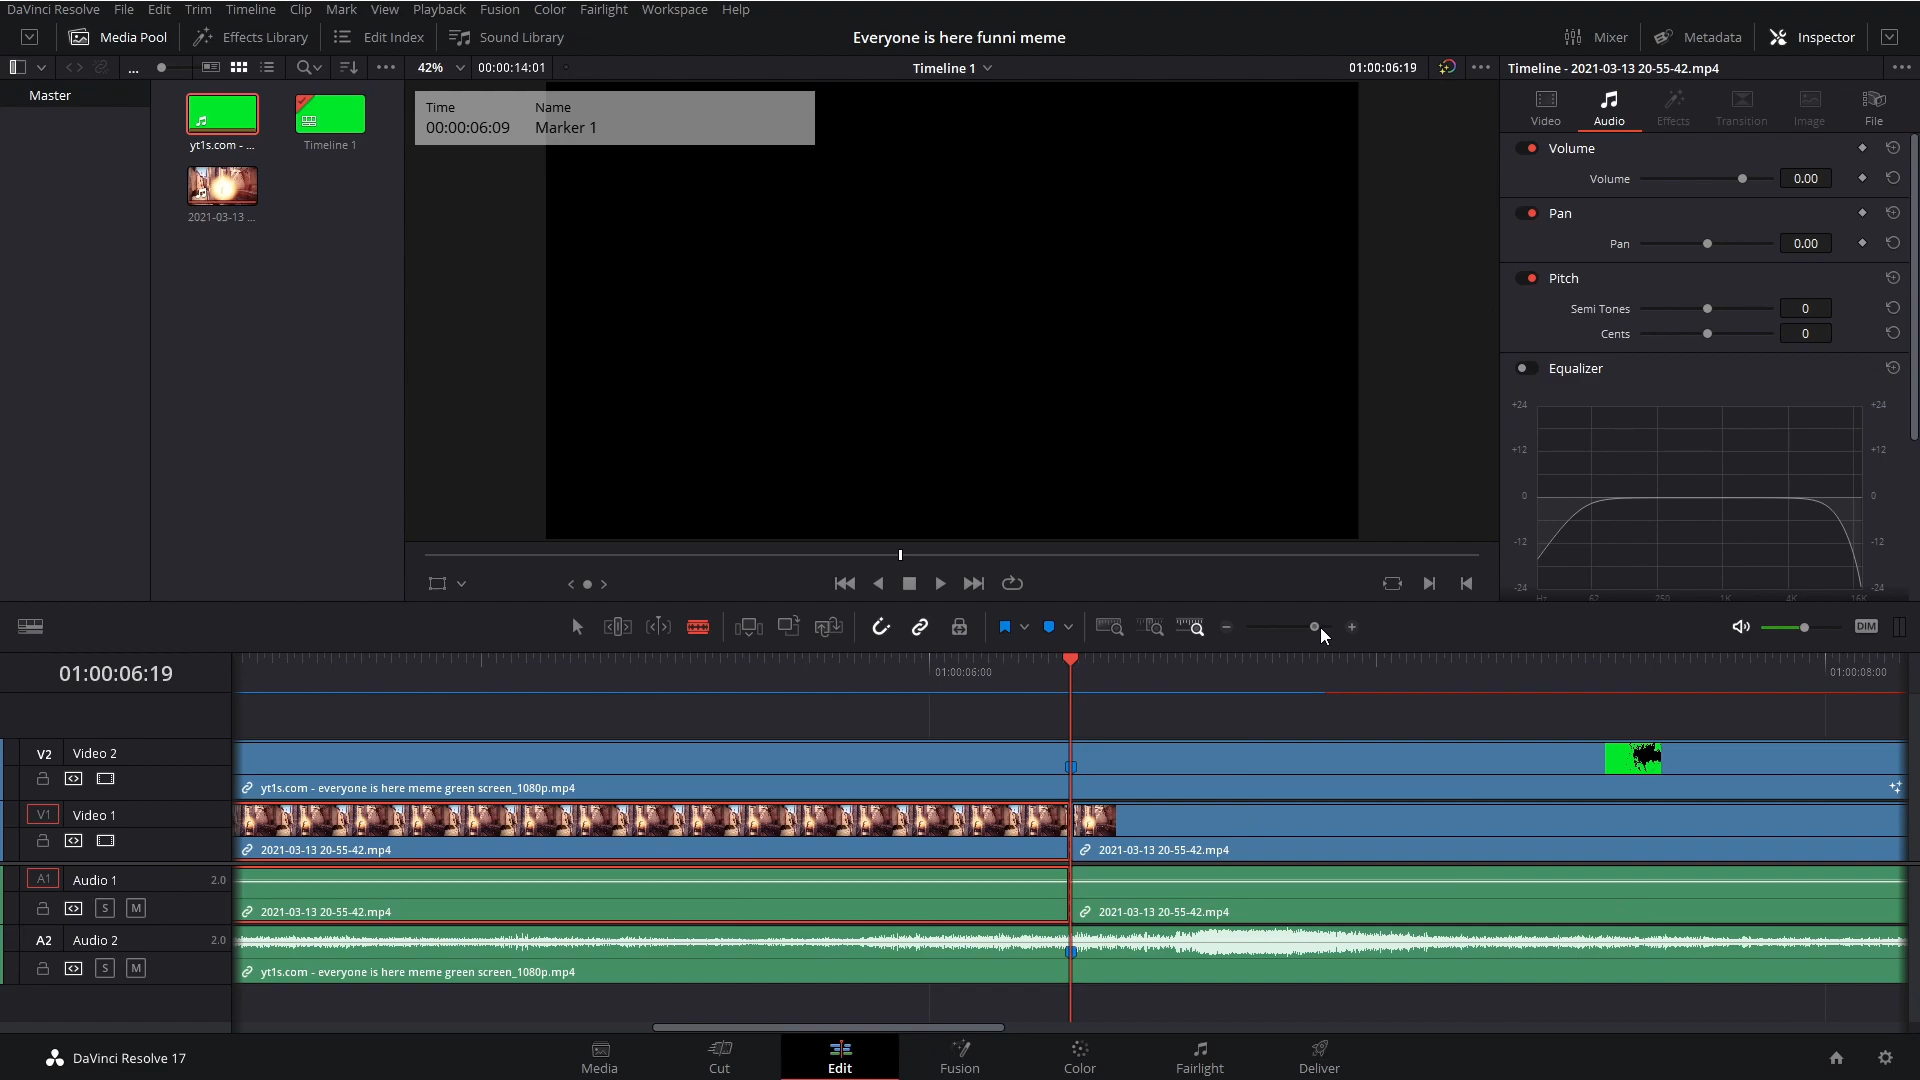 DaVinci Resolve File Edit Trim Timeline Clip Mark View Playback Fusion Color Fairlight Workspace Help
Media Pool Effects Library Edit Index Sound Library Everyone is here funni meme Mixer Metadata Inspector
... 42% 00:00:14:01 Timeline 1 01:00:06:19 Timeline - 2021-03-13 20-55-42.mp4
Master
Time Name
00:00:06:09 Marker 1
yt1s.com - ... Timeline 1
2021-03-13 ...
Video Audio Effects Transition Image File
Volume
Volume 0.00
Pan
Pan 0.00
Pitch
Semi Tones 0
Cents 0
Equalizer
+24 +24
+12 +12
0 0
-12 -12
-24 -24
Hz 62 250 1K 4K 16K
DIM
01:00:06:19 01:00:06:00 01:00:08:00
V2 Video 2
yt1s.com - everyone is here meme green screen_1080p.mp4
V1 Video 1
2021-03-13 20-55-42.mp4 2021-03-13 20-55-42.mp4
A1 Audio 1 2.0
S M 2021-03-13 20-55-42.mp4 2021-03-13 20-55-42.mp4
A2 Audio 2 2.0
S M yt1s.com - everyone is here meme green screen_1080p.mp4
DaVinci Resolve 17 Media Cut Edit Fusion Color Fairlight Deliver